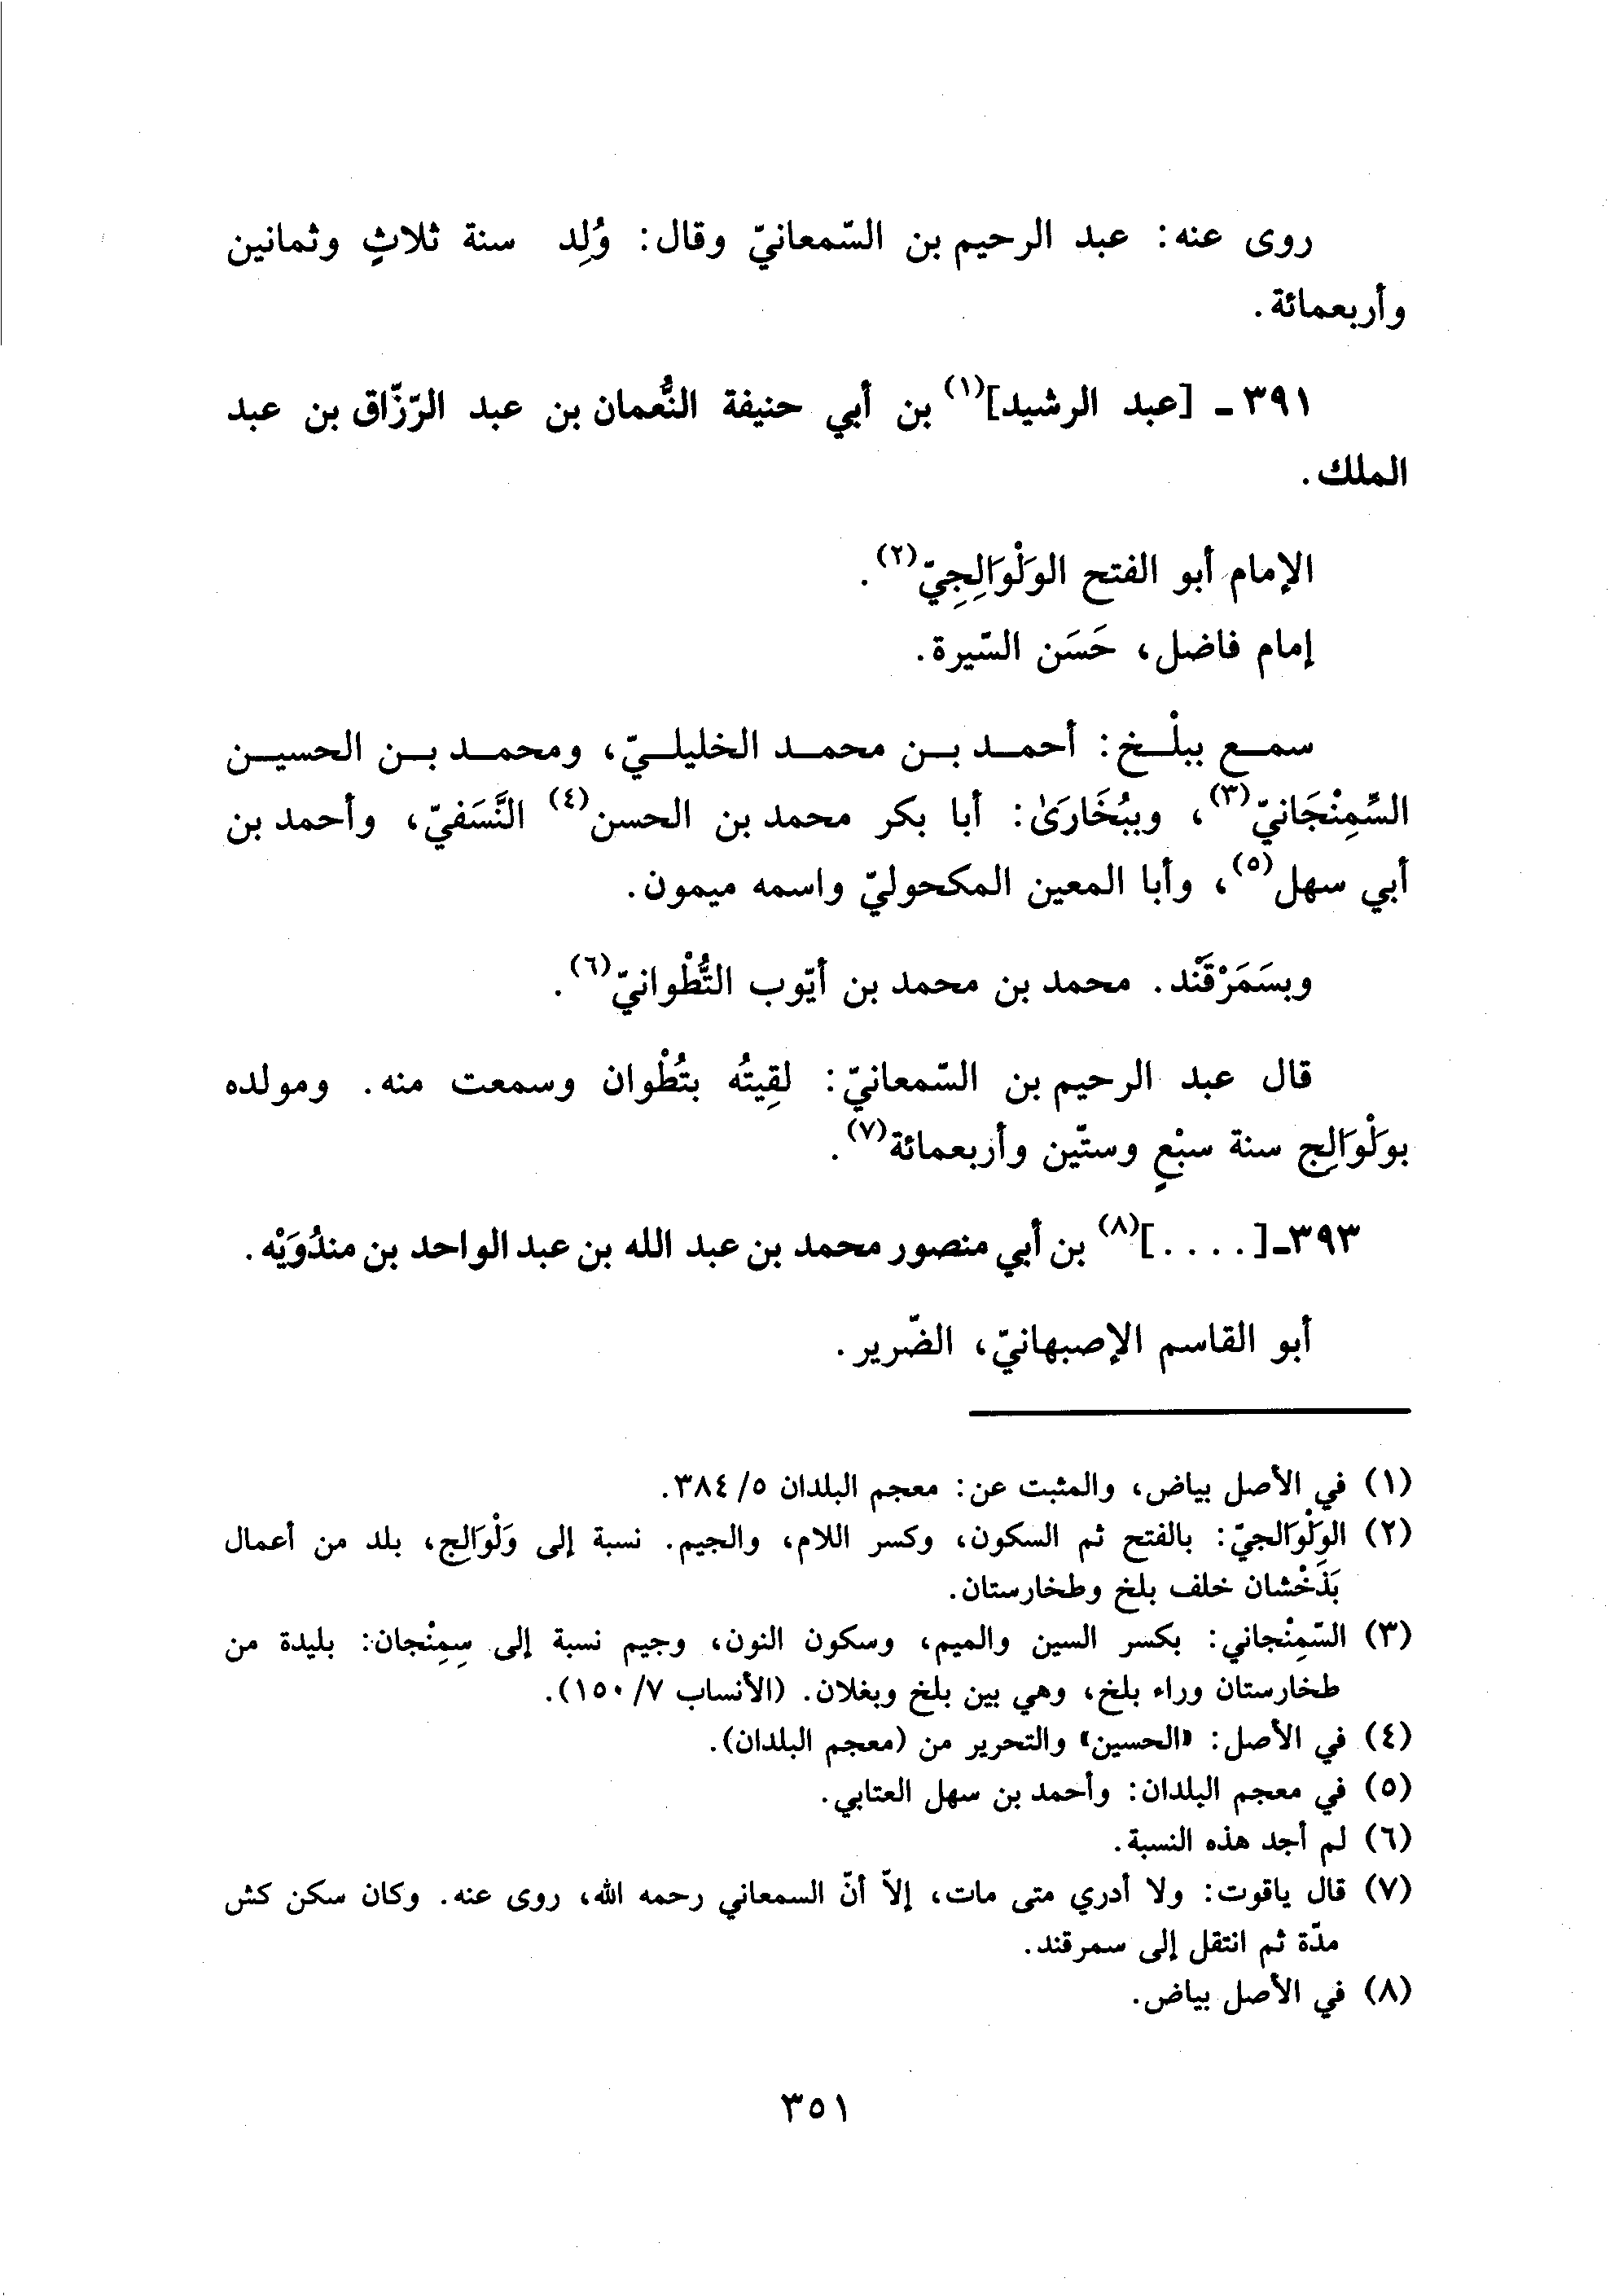 روى عنه: عبد الرحيم بن السّمعانيّ وقال: وُلِد سنة ثلاثٍ وثمانين
وأربعمائة.
٣٩١ ـ [عبد الرشيد](١) بن أبي حنيفة النُّعمان بن عبد الرّزّاق بن عبد
الملك.
الإمام أبو الفتح الوَلْوَالِجِيّ(٢).
إمام فاضل، حَسَن السّيرة.
سمع ببلْخ: أحمد بن محمد الخليليّ، ومحمد بن الحسين
السِّمِنْجَانيّ(٣)، وببُخَارَىٰ: أبا بكر محمد بن الحسن(٤) النَّسَفيّ، وأحمد بن
أبي سهل(٥)، وأبا المعين المكحوليّ واسمه ميمون.
وبسَمَرْقَنْد. محمد بن محمد بن أيّوب التُّطْوانيّ(٦).
قال عبد الرحيم بن السّمعانيّ: لقِيتُه بتُطْوان وسمعت منه. ومولده
بوَلْوَالِج سنة سبْعٍ وستّين وأربعمائة(٧).
٣٩٣ـ[....](٨) بن أبي منصور محمد بن عبد الله بن عبد الواحد بن مندُوَيْه.
أبو القاسم الإصبهانيّ، الضّرير.
(١) في الأصل بياض، والمثبت عن: معجم البلدان ٥/ ٣٨٤.
(٢) الوَلْوَالجيّ: بالفتح ثم السكون، وكسر اللام، والجيم. نسبة إلى وَلْوَالج، بلد من أعمال
بَذَخْشان خلف بلخ وطخارستان.
(٣) السّمِنْجاني: بكسر السين والميم، وسكون النون، وجيم نسبة إلى سِمِنْجان: بليدة من
طخارستان وراء بلخ، وهي بين بلخ وبغلان. (الأنساب ٧/ ١٥٠).
(٤) في الأصل: «الحسين» والتحرير من (معجم البلدان).
(٥) في معجم البلدان: وأحمد بن سهل العتابي.
(٦) لم أجد هذه النسبة.
(٧) قال ياقوت: ولا أدري متى مات، إلاّ أنّ السمعاني رحمه الله، روى عنه. وكان سكن كش
مدّة ثم انتقل إلى سمرقند.
(٨) في الأصل بياض.
٣٥١